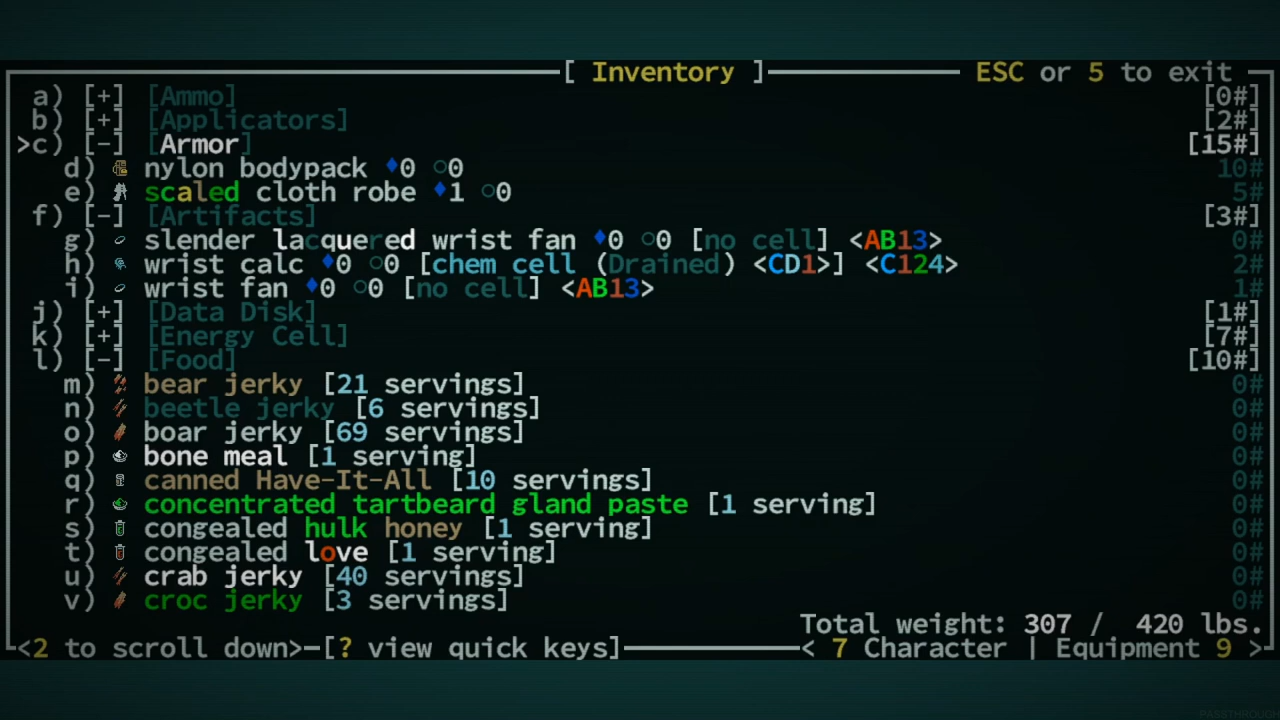 [ Inventory ] ESC or 5 to exit
a) [+] [Ammo] [0#]
b) [+] [Applicators] [2#]
>c) [-] [Armor] [15#]
d) nylon bodypack ♦0 ○0 10#
e) scaled cloth robe ♦1 ○0 5#
f) [-] [Artifacts] [3#]
g) slender lacquered wrist fan ♦0 ○0 [no cell] <AB13> 0#
h) wrist calc ♦0 ○0 [chem cell (Drained) <CD1>] <C124> 2#
i) wrist fan ♦0 ○0 [no cell] <AB13> 1#
j) [+] [Data Disk] [1#]
k) [+] [Energy Cell] [7#]
l) [-] [Food] [10#]
m) bear jerky [21 servings] 0#
n) beetle jerky [6 servings] 0#
o) boar jerky [69 servings] 0#
p) bone meal [1 serving] 0#
q) canned Have-It-All [10 servings] 0#
r) concentrated tartbeard gland paste [1 serving] 0#
s) congealed hulk honey [1 serving] 0#
t) congealed love [1 serving] 0#
u) crab jerky [40 servings] 0#
v) croc jerky [3 servings] 0#
Total weight: 307 / 420 lbs.
<2 to scroll down> [? view quick keys] < 7 Character | Equipment 9 >